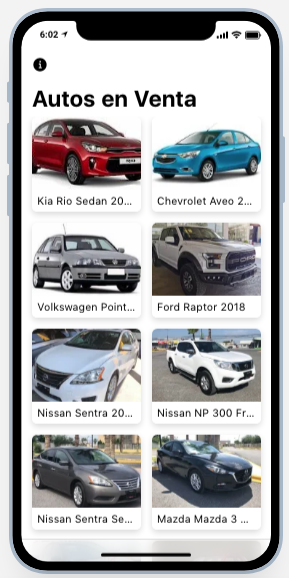 6:02
Autos en Venta
Kia Rio Sedan 20...
Chevrolet Aveo 2...
Volkswagen Point...
Ford Raptor 2018
Nissan Sentra 20...
Nissan NP 300 Fr...
Nissan Sentra Se...
Mazda Mazda 3 ...